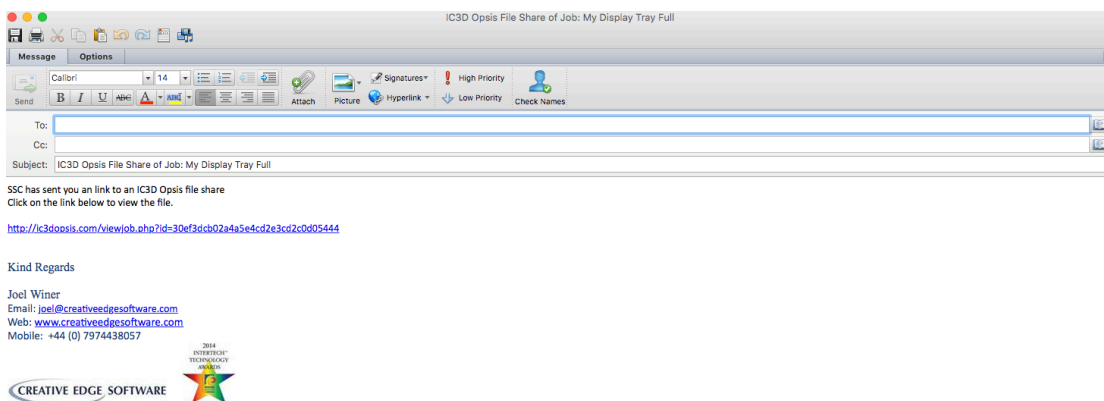 IC3D Opsis File Share of Job: My Display Tray Full
Message Options
Calibri 14 Signatures High Priority
Send B I U ABC A ABC Attach Picture Hyperlink Low Priority Check Names
To:
Cc:
Subject: IC3D Opsis File Share of Job: My Display Tray Full
SSC has sent you an link to an IC3D Opsis file share
Click on the link below to view the file.
http://ic3dopsis.com/viewjob.php?id=30ef3dcb02a4a5e4cd2e3cd2c0d05444
Kind Regards
Joel Winer
Email: joel@creativeedgesoftware.com
Web: www.creativeedgesoftware.com
Mobile: +44 (0) 7974438057
2014
INTERTECH™
TECHNOLOGY
AWARDS
CREATIVE EDGE SOFTWARE